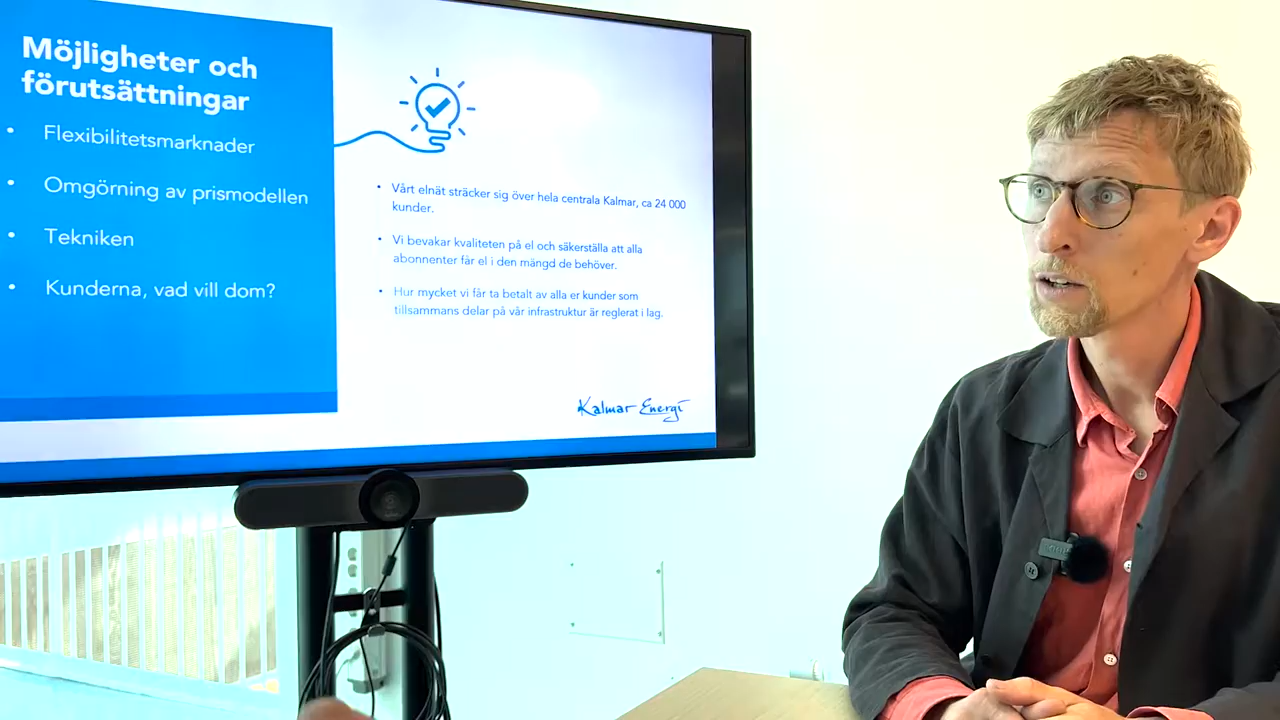 Möjligheter och
förutsättningar
• Flexibilitetsmarknader
• Omgörning av prismodellen
• Tekniken
• Kunderna, vad vill dom?
• Vårt elnät sträcker sig över hela centrala Kalmar, ca 24 000
kunder.
• Vi bevakar kvaliteten på el och säkerställa att alla
abonnenter får el i den mängd de behöver.
• Hur mycket vi får ta betalt av alla er kunder som
tillsammans delar på vår infrastruktur är reglerat i lag.
Kalmar Energi